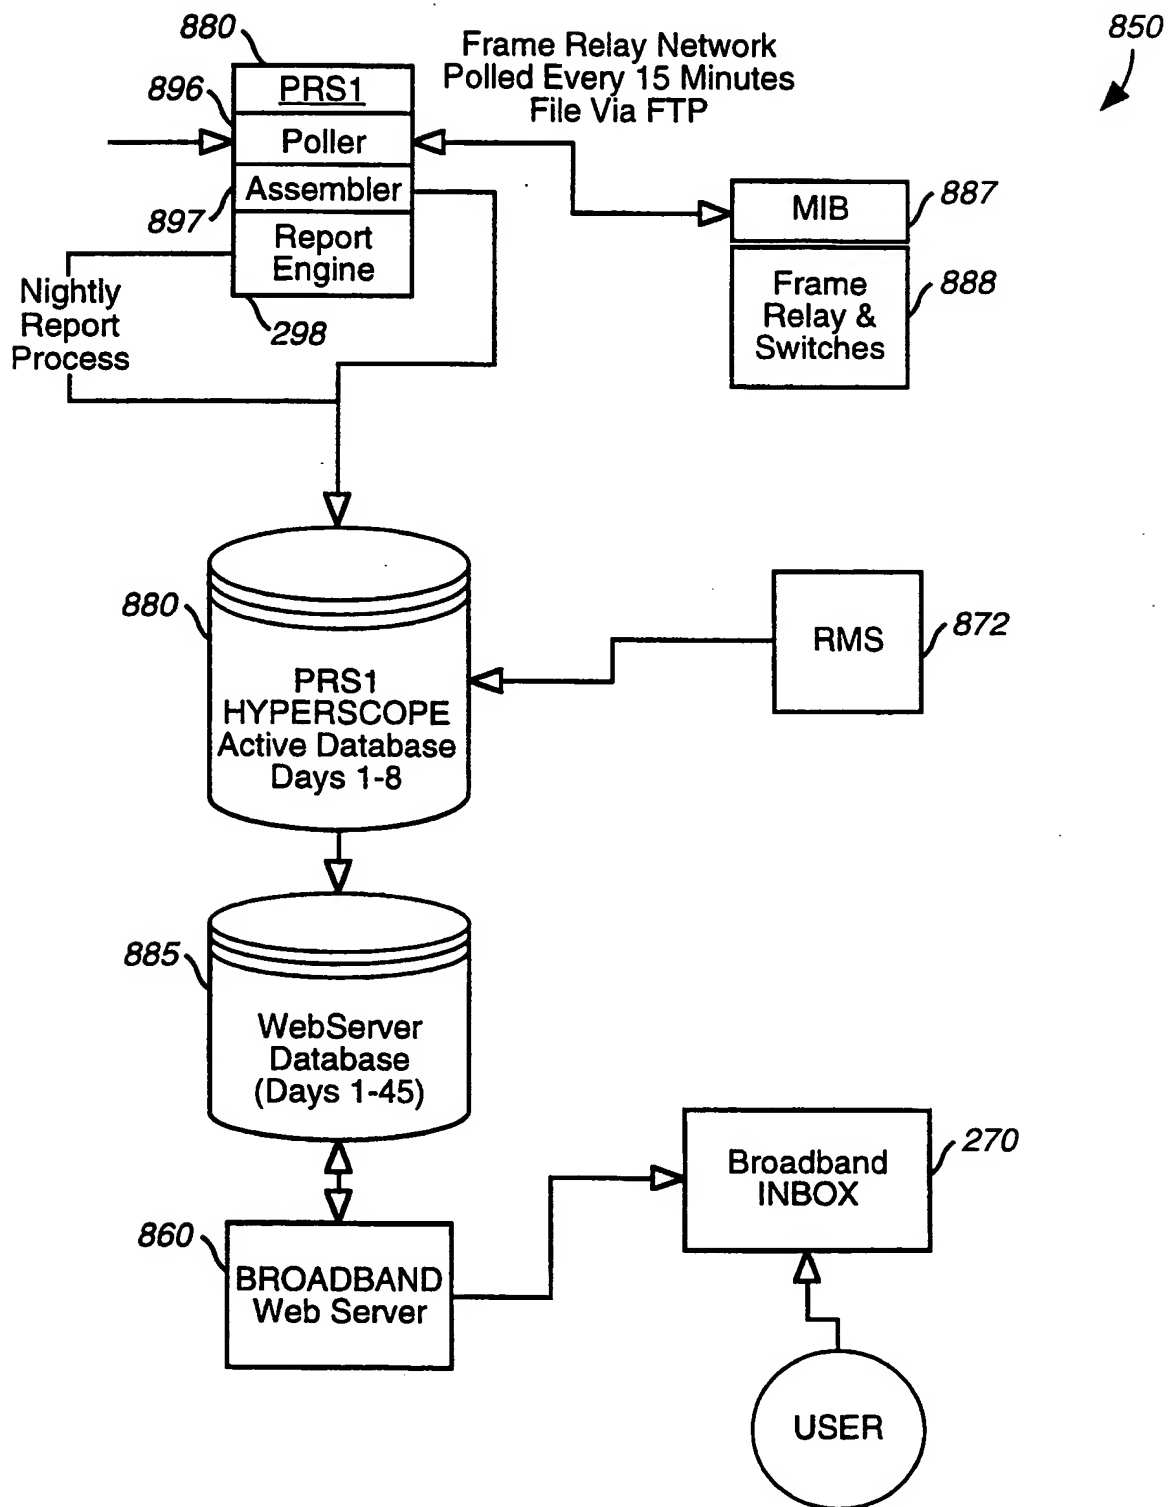 880
850
Frame Relay Network
Polled Every 15 Minutes
File Via FTP
PRS1
896
Poller
Assembler
897
Report
Engine
298
Nightly
Report
Process
MIB
887
Frame
Relay &
Switches
888
880
PRS1
HYPERSCOPE
Active Database
Days 1-8
RMS
872
885
WebServer
Database
(Days 1-45)
Broadband
INBOX
270
860
BROADBAND
Web Server
USER